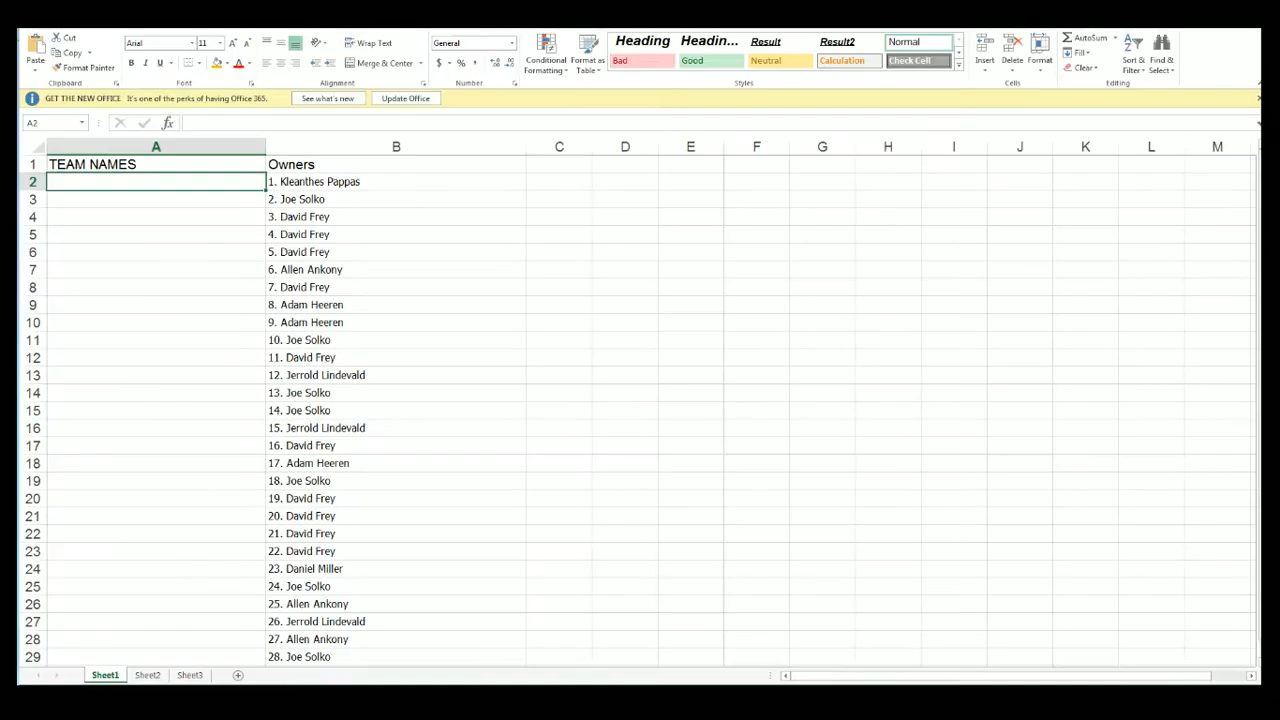 Cut
Copy
Paste
Format Painter
Clipboard
Arial
11
A
A
B
I
U
A
Font
Wrap Text
Merge & Center
Alignment
General
$
%
,
Number
Conditional
Formatting
Format as
Table
Heading
Headin...
Result
Result2
Normal
Bad
Good
Neutral
Calculation
Check Cell
Styles
Insert
Delete
Format
Cells
AutoSum
Fill
Clear
Sort &
Filter
Find &
Select
Editing
GET THE NEW OFFICE It's one of the perks of having Office 365.
See what's new
Update Office
A2
fx
A B C D E F G H I J K L M
1 TEAM NAMES Owners
2 1. Kleanthes Pappas
3 2. Joe Solko
4 3. David Frey
5 4. David Frey
6 5. David Frey
7 6. Allen Ankony
8 7. David Frey
9 8. Adam Heeren
10 9. Adam Heeren
11 10. Joe Solko
12 11. David Frey
13 12. Jerrold Lindevald
14 13. Joe Solko
15 14. Joe Solko
16 15. Jerrold Lindevald
17 16. David Frey
18 17. Adam Heeren
19 18. Joe Solko
20 19. David Frey
21 20. David Frey
22 21. David Frey
23 22. David Frey
24 23. Daniel Miller
25 24. Joe Solko
26 25. Allen Ankony
27 26. Jerrold Lindevald
28 27. Allen Ankony
29 28. Joe Solko
Sheet1 Sheet2 Sheet3